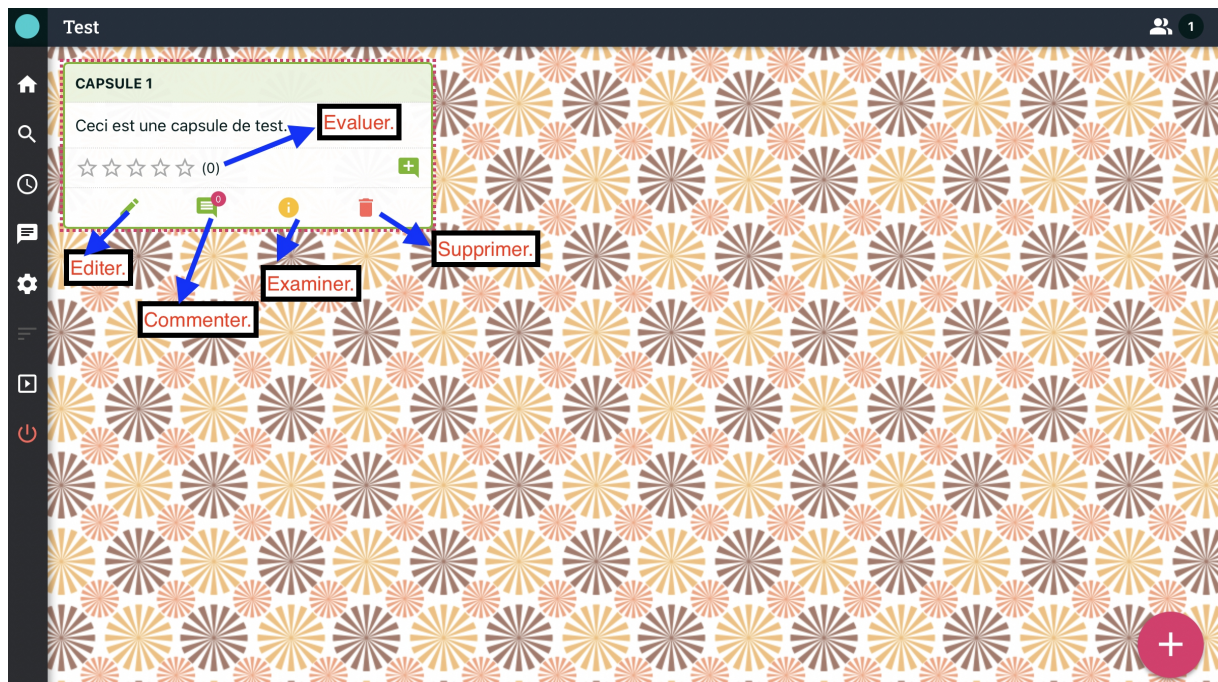 Test
1
CAPSULE 1
Ceci est une capsule de test.
Evaluer.
(0)
0
Editer.
Commenter.
Examiner.
Supprimer.